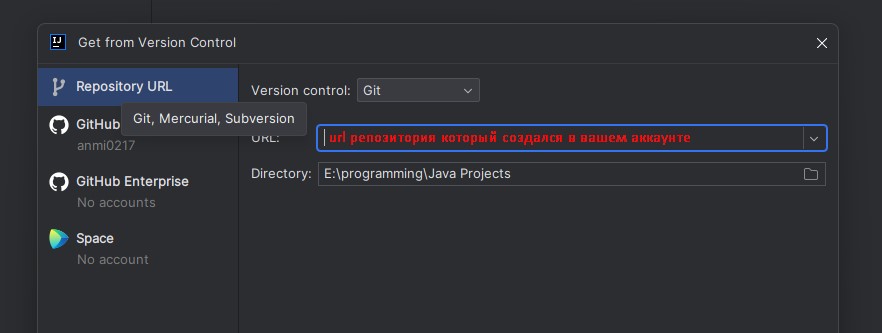 IJ
Get from Version Control
Repository URL
Version control: Git
Git, Mercurial, Subversion
GitHub
anmi0217
URL: url репозитория который создался в вашем аккаунте
Directory: E:\programming\Java Projects
GitHub Enterprise
No accounts
Space
No account